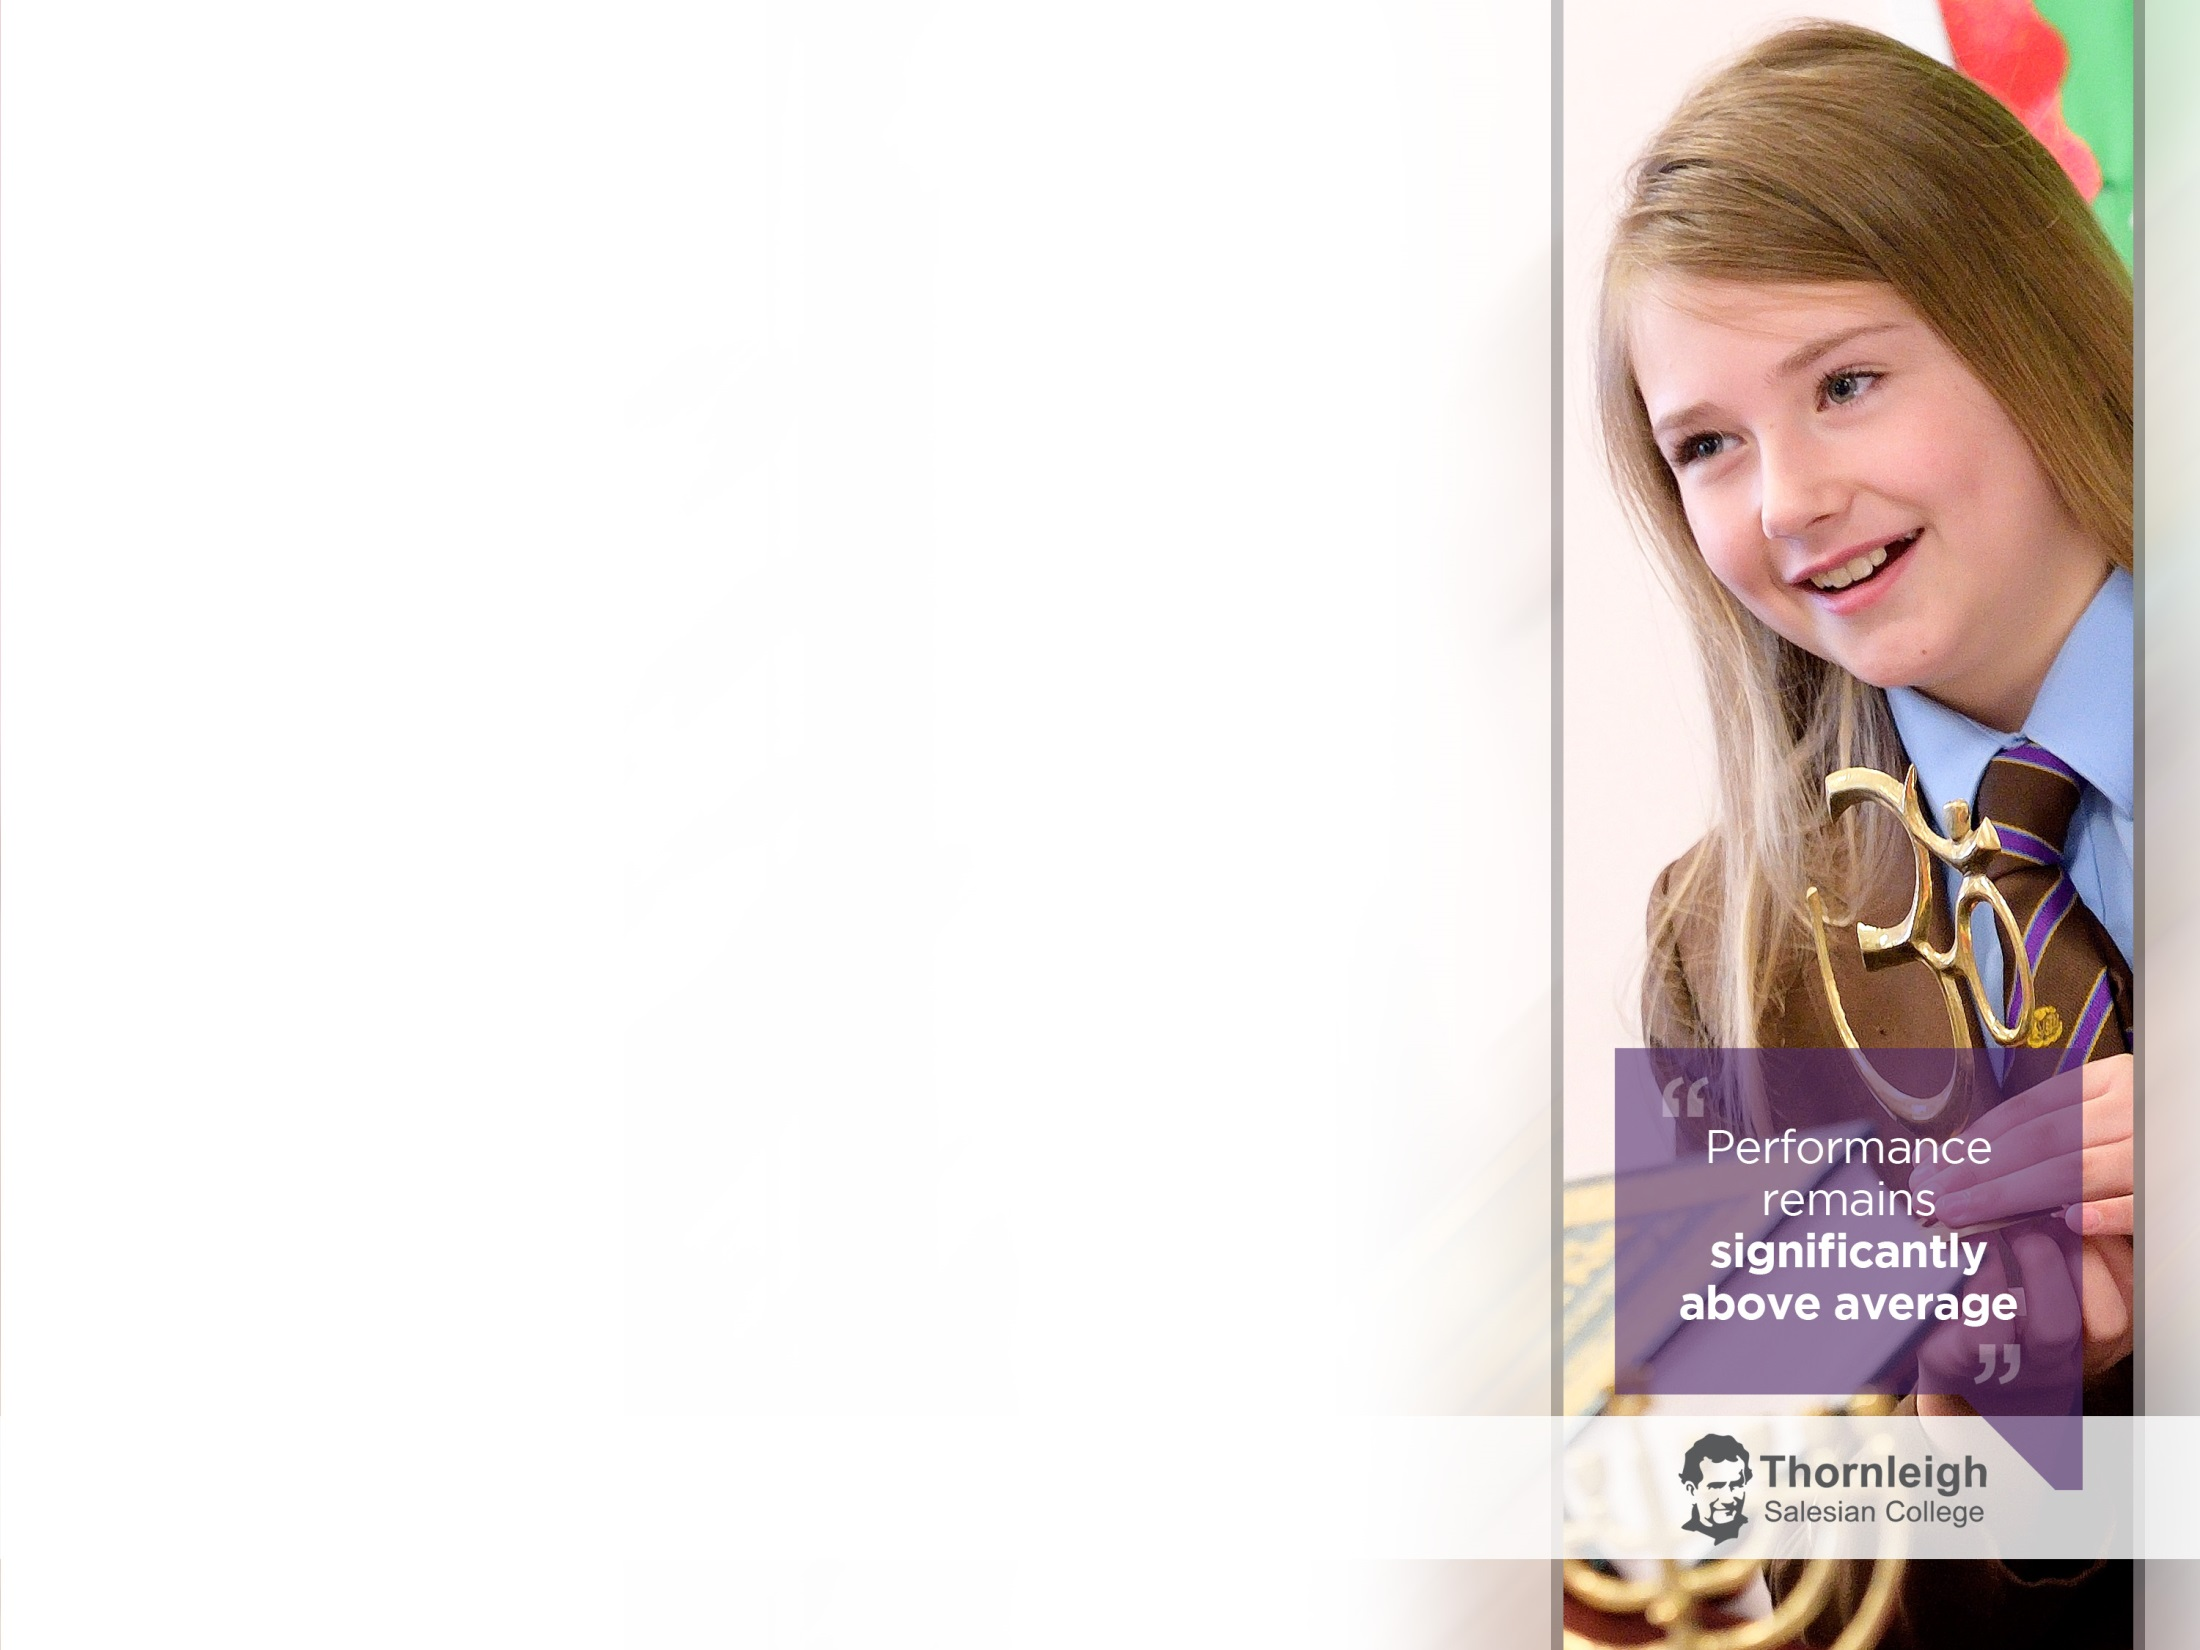 “
Performance
remains
significantly
above average
”
Thornleigh
Salesian College